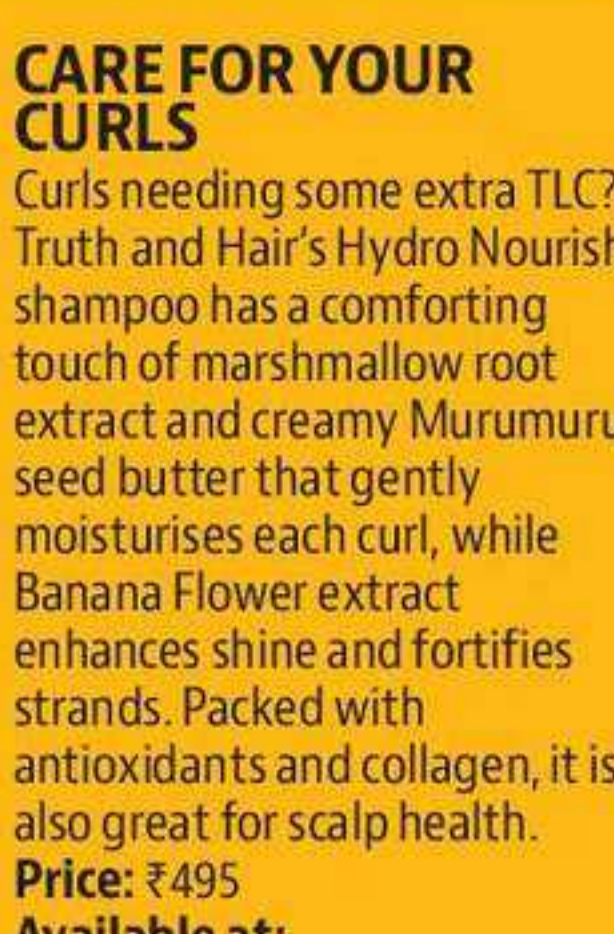 CARE FOR YOUR
CURLS
Curls needing some extra TLC?
Truth and Hair's Hydro Nourish
shampoo has a comforting
touch of marshmallow root
extract and creamy Murumuru
seed butter that gently
moisturises each curl, while
Banana Flower extract
enhances shine and fortifies
strands. Packed with
antioxidants and collagen, it is
also great for scalp health.
Price: ₹495
Available at: